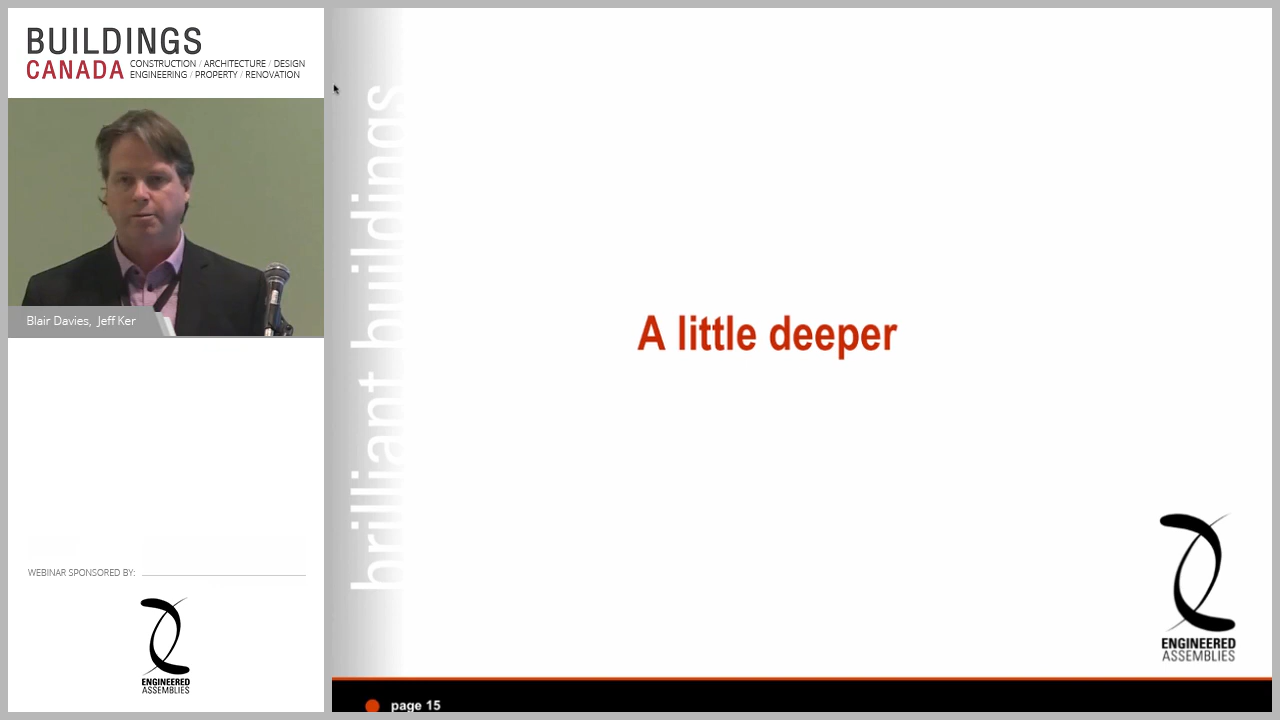 BUILDINGS
CANADA
CONSTRUCTION / ARCHITECTURE / DESIGN
ENGINEERING / PROPERTY / RENOVATION
Blair Davies, Jeff Ker
WEBINAR SPONSORED BY:
ENGINEERED
ASSEMBLIES
brilliant buildings
A little deeper
ENGINEERED
ASSEMBLIES
page 15